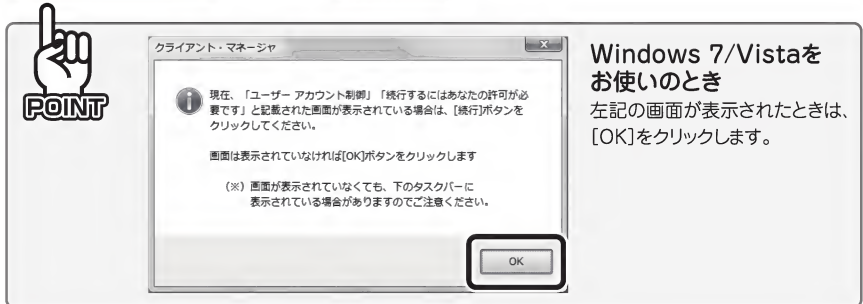 POINT
クライアント・マネージャ
現在、「ユーザー アカウント制御」「続行するにはあなたの許可が必
要です」と記載された画面が表示されている場合は、[続行]ボタンを
クリックしてください。
画面は表示されていなければ[OK]ボタンをクリックします
(※) 画面が表示されていなくても、下のタスクバーに
表示されている場合がありますのでご注意ください。
OK
Windows 7/Vistaを
お使いのとき
左記の画面が表示されたときは、
[OK]をクリックします。